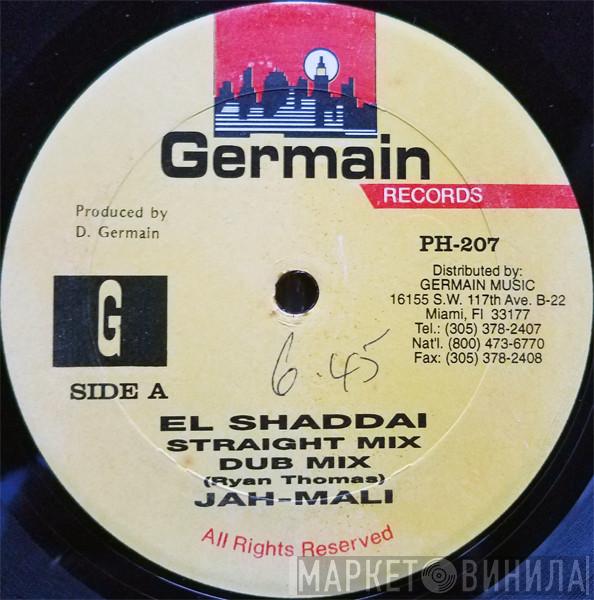 Germain
RECORDS
Produced by
D. Germain
PH-207
Distributed by:
GERMAIN MUSIC
16155 S.W. 117th Ave. B-22
Miami, Fl 33177
Tel.: (305) 378-2407
Nat'l. (800) 473-6770
Fax: (305) 378-2408
G
SIDE A
6.45
EL SHADDAI
STRAIGHT MIX
DUB MIX
(Ryan Thomas)
JAH-MALI
All Rights Reserved
МАРКЕТ ВИНИЛА